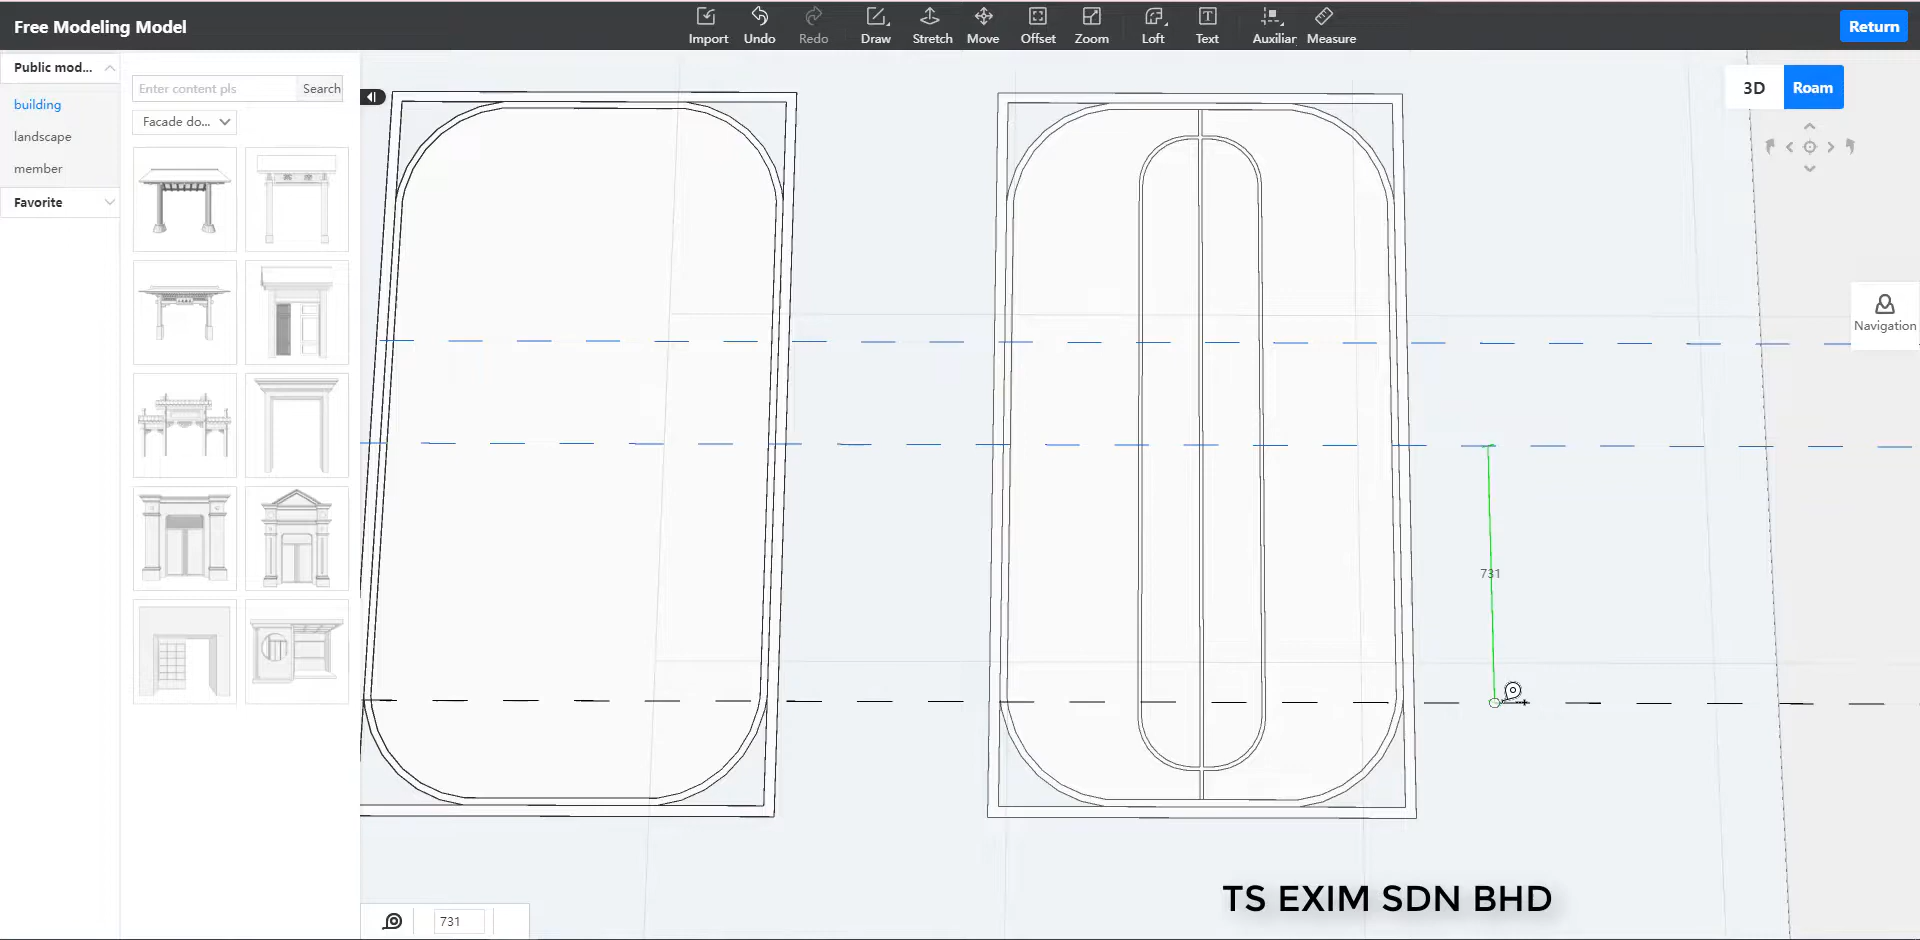 Free Modeling Model
Import
Undo
Redo
Draw
Stretch
Move
Offset
Zoom
Loft
Text
Auxiliar
Measure
Return
Public mod...
building
landscape
member
Favorite
Enter content pls
Search
Facade do...
3D
Roam
Navigation
731
731
TS EXIM SDN BHD